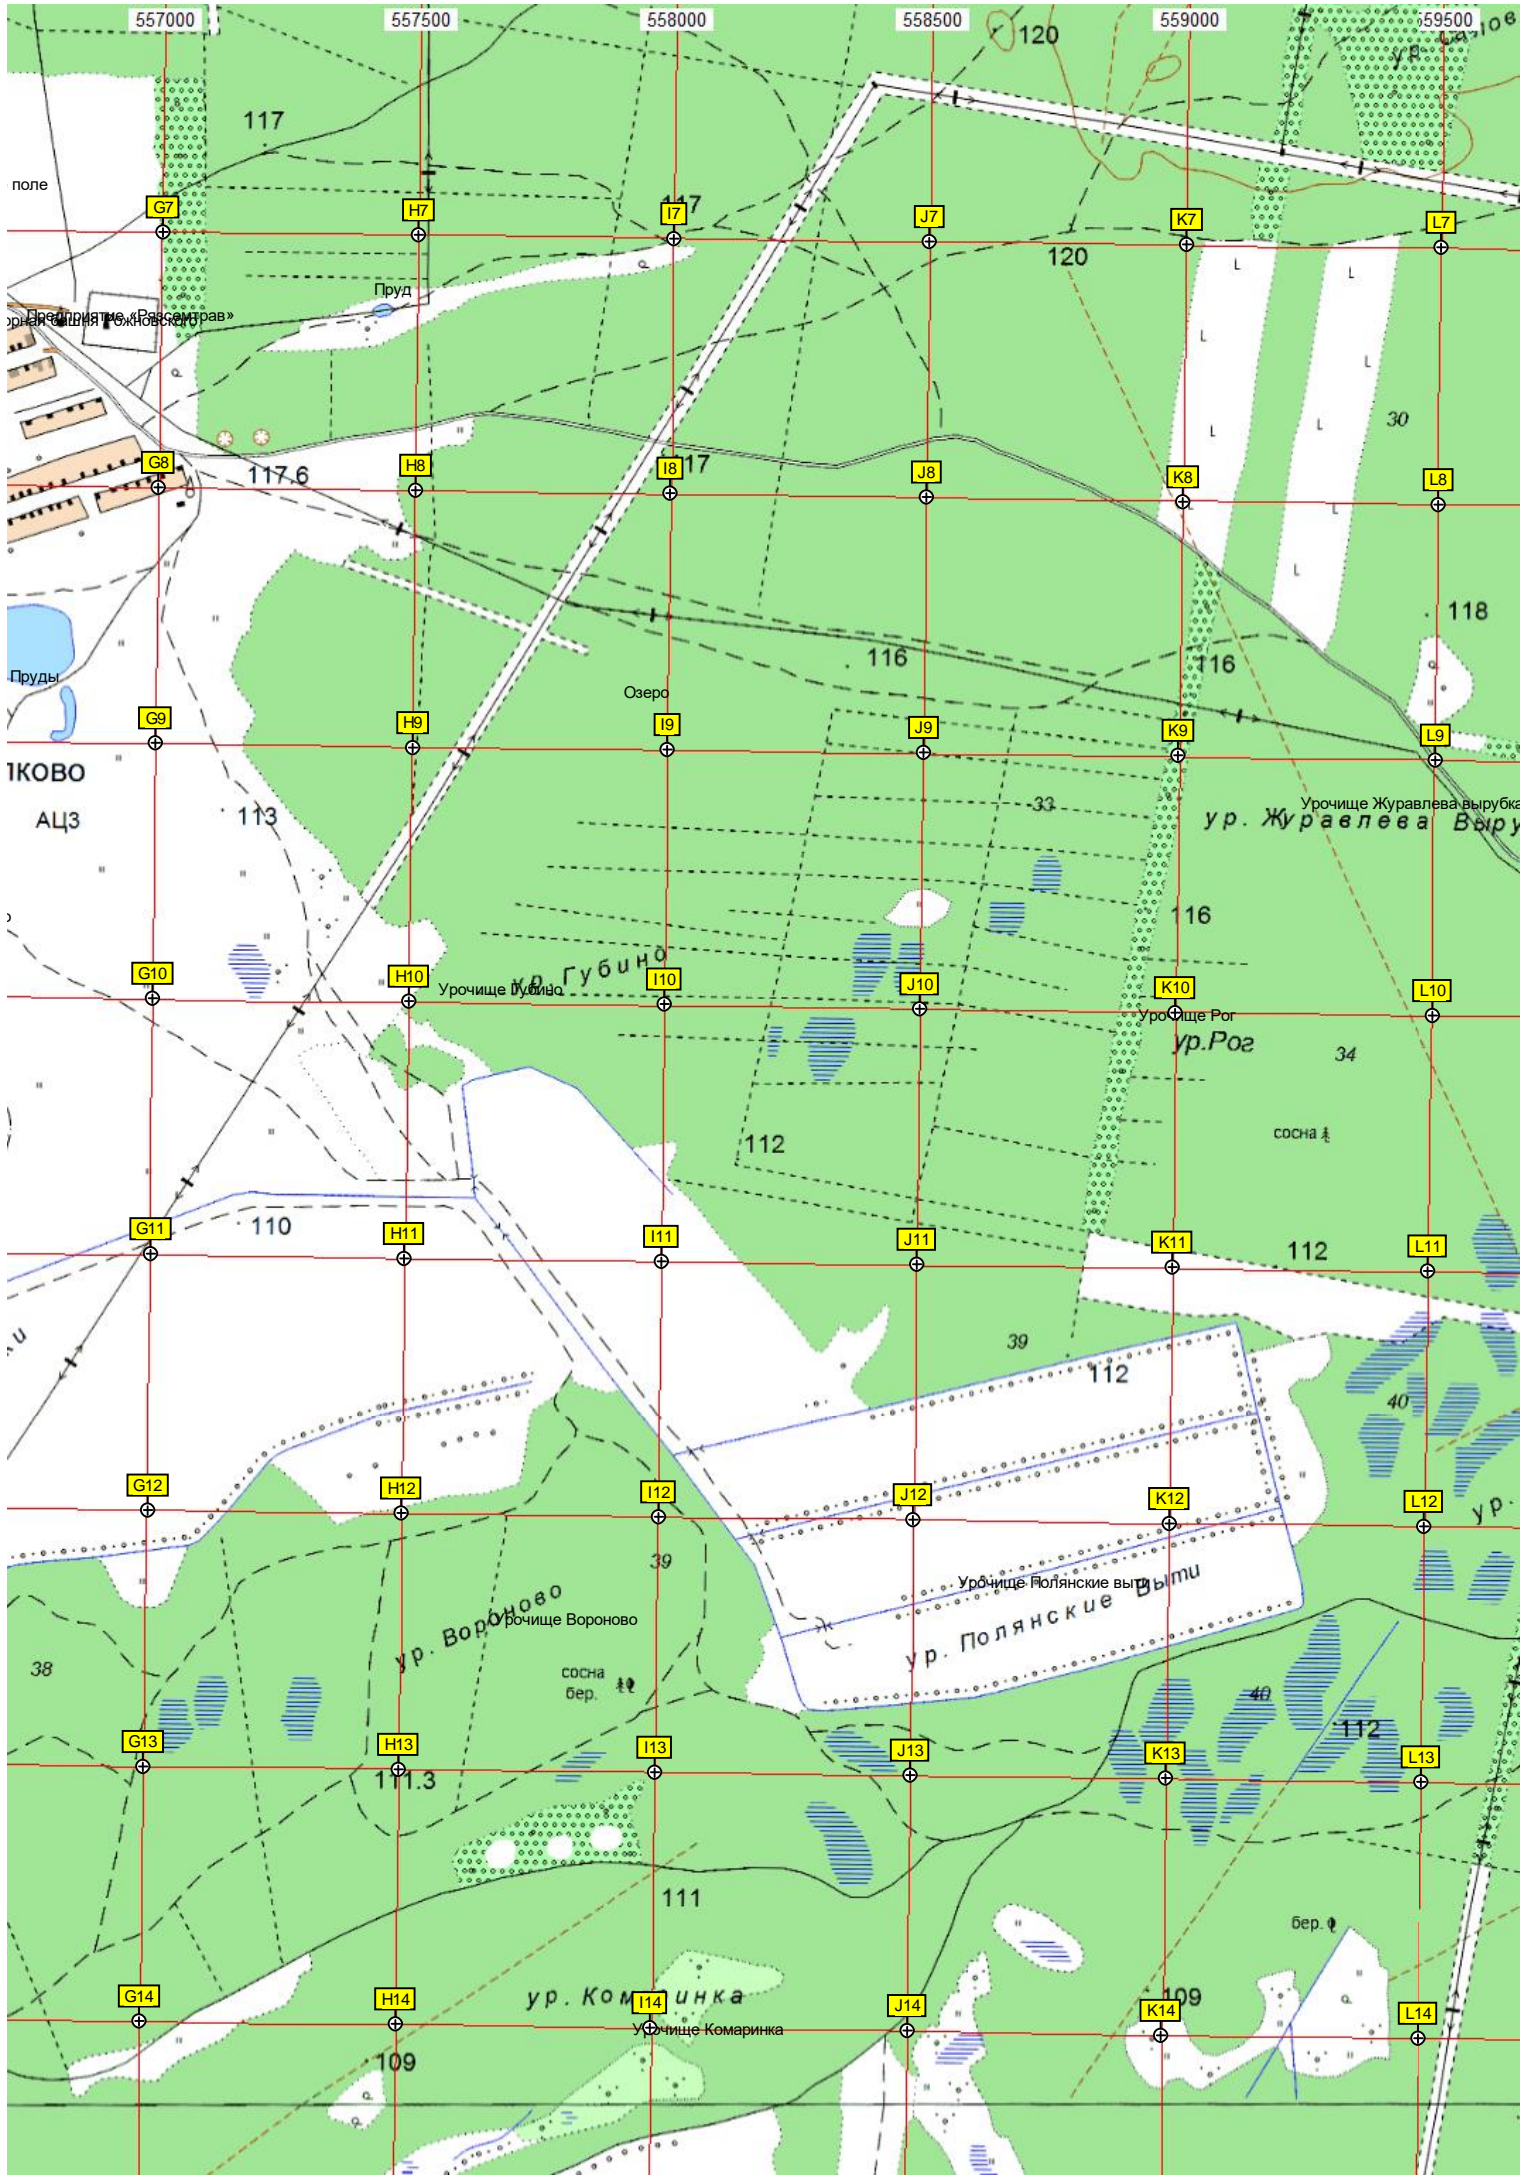 557000 557500 558000 558500 559000 559500
120
117
поле
G7 H7 I7 J7 K7 L7
117
120
Пруд
Предприятие «Рязсемтрав»
30
G8 H8 I8 J8 K8 L8
117.6
117
118
116
116
Пруды
Озеро
G9 H9 I9 J9 K9 L9
АЦЗ
113
33
Урочище Журавлева вырубка
ур. Журавлева Выру
116
ур. Губино
G10 H10 I10 J10 K10 L10
Урочище Губино
Урочище Рог
ур.Рог
34
сосна
112
G11 H11 I11 J11 K11 L11
110
112
39
112
40
G12 H12 I12 J12 K12 L12
ур.
39
Урочище Полянские выти
ур. Полянские Выти
ур. Вороново
Урочище Вороново
38
сосна
бер.
40
112
G13 H13 I13 J13 K13 L13
111.3
111
бер.
ур. Комаринка
G14 H14 I14 J14 K14 L14
109
Урочище Комаринка
109